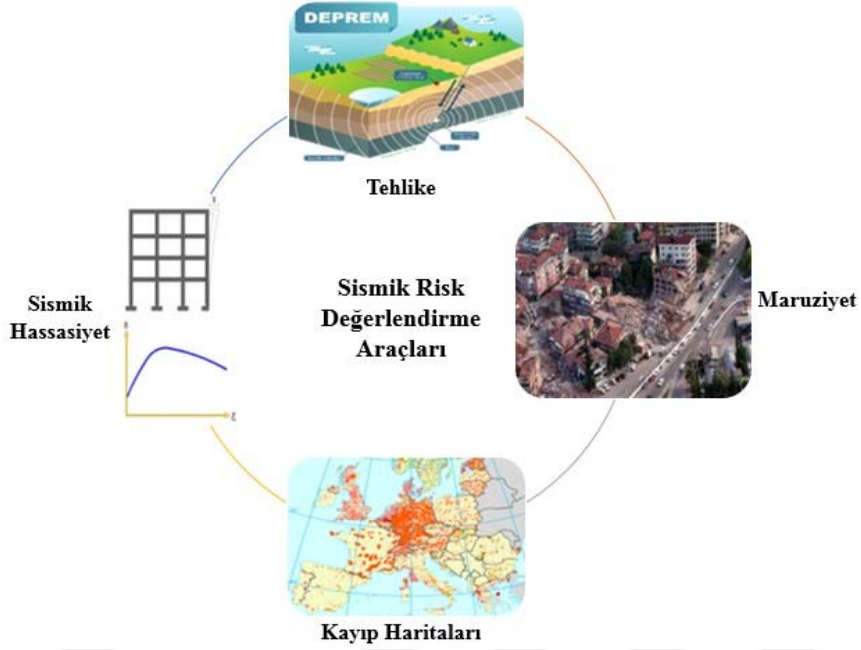 DEPREM
Tehlike
Sismik
Hassasiyet
Sismik Risk
Değerlendirme
Araçları
Maruziyet
Kayıp Haritaları